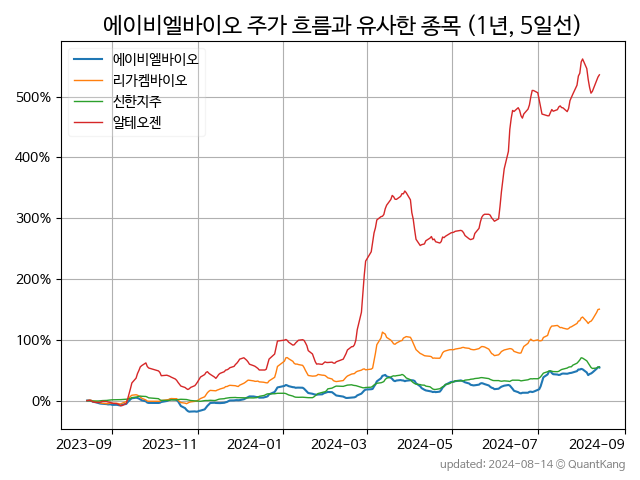 에이비엘바이오 주가 흐름과 유사한 종목 (1년, 5일선)
에이비엘바이오
리가켐바이오
신한지주
알테오젠
500%
400%
300%
200%
100%
0%
2023-09 2023-11 2024-01 2024-03 2024-05 2024-07 2024-09
updated: 2024-08-14 © QuantKang